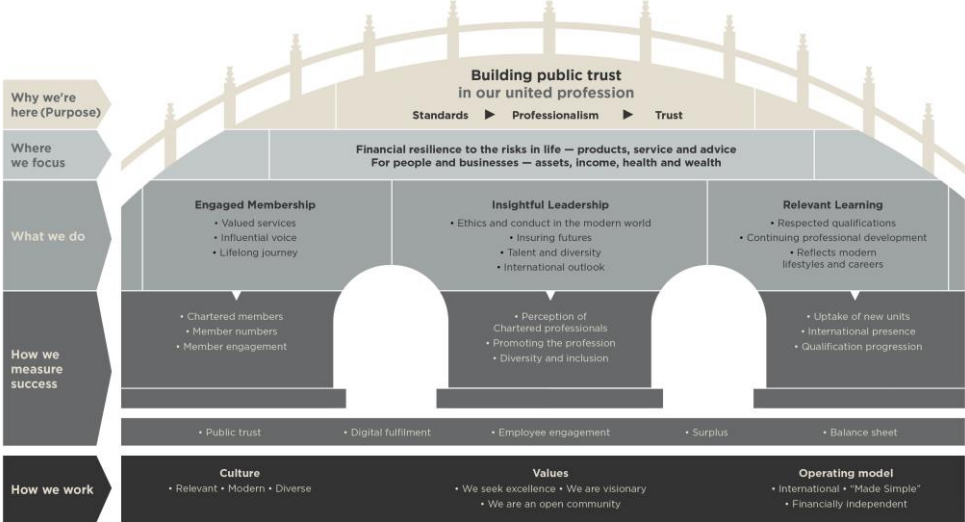 Why we're
here (Purpose)
Building public trust
in our united profession
Standards ▶ Professionalism ▶ Trust
Where
we focus
Financial resilience to the risks in life — products, service and advice
For people and businesses — assets, income, health and wealth
What we do
Engaged Membership
• Valued services
• Influential voice
• Lifelong journey
Insightful Leadership
• Ethics and conduct in the modern world
• Insuring futures
• Talent and diversity
• International outlook
Relevant Learning
• Respected qualifications
• Continuing professional development
• Reflects modern
lifestyles and careers
How we
measure
success
• Chartered members
• Member numbers
• Member engagement
• Perception of
Chartered professionals
• Promoting the profession
• Diversity and inclusion
• Uptake of new units
• International presence
• Qualification progression
• Public trust • Digital fulfilment • Employee engagement • Surplus • Balance sheet
How we work
Culture
• Relevant • Modern • Diverse
Values
• We seek excellence • We are visionary
• We are an open community
Operating model
• International • “Made Simple”
• Financially independent